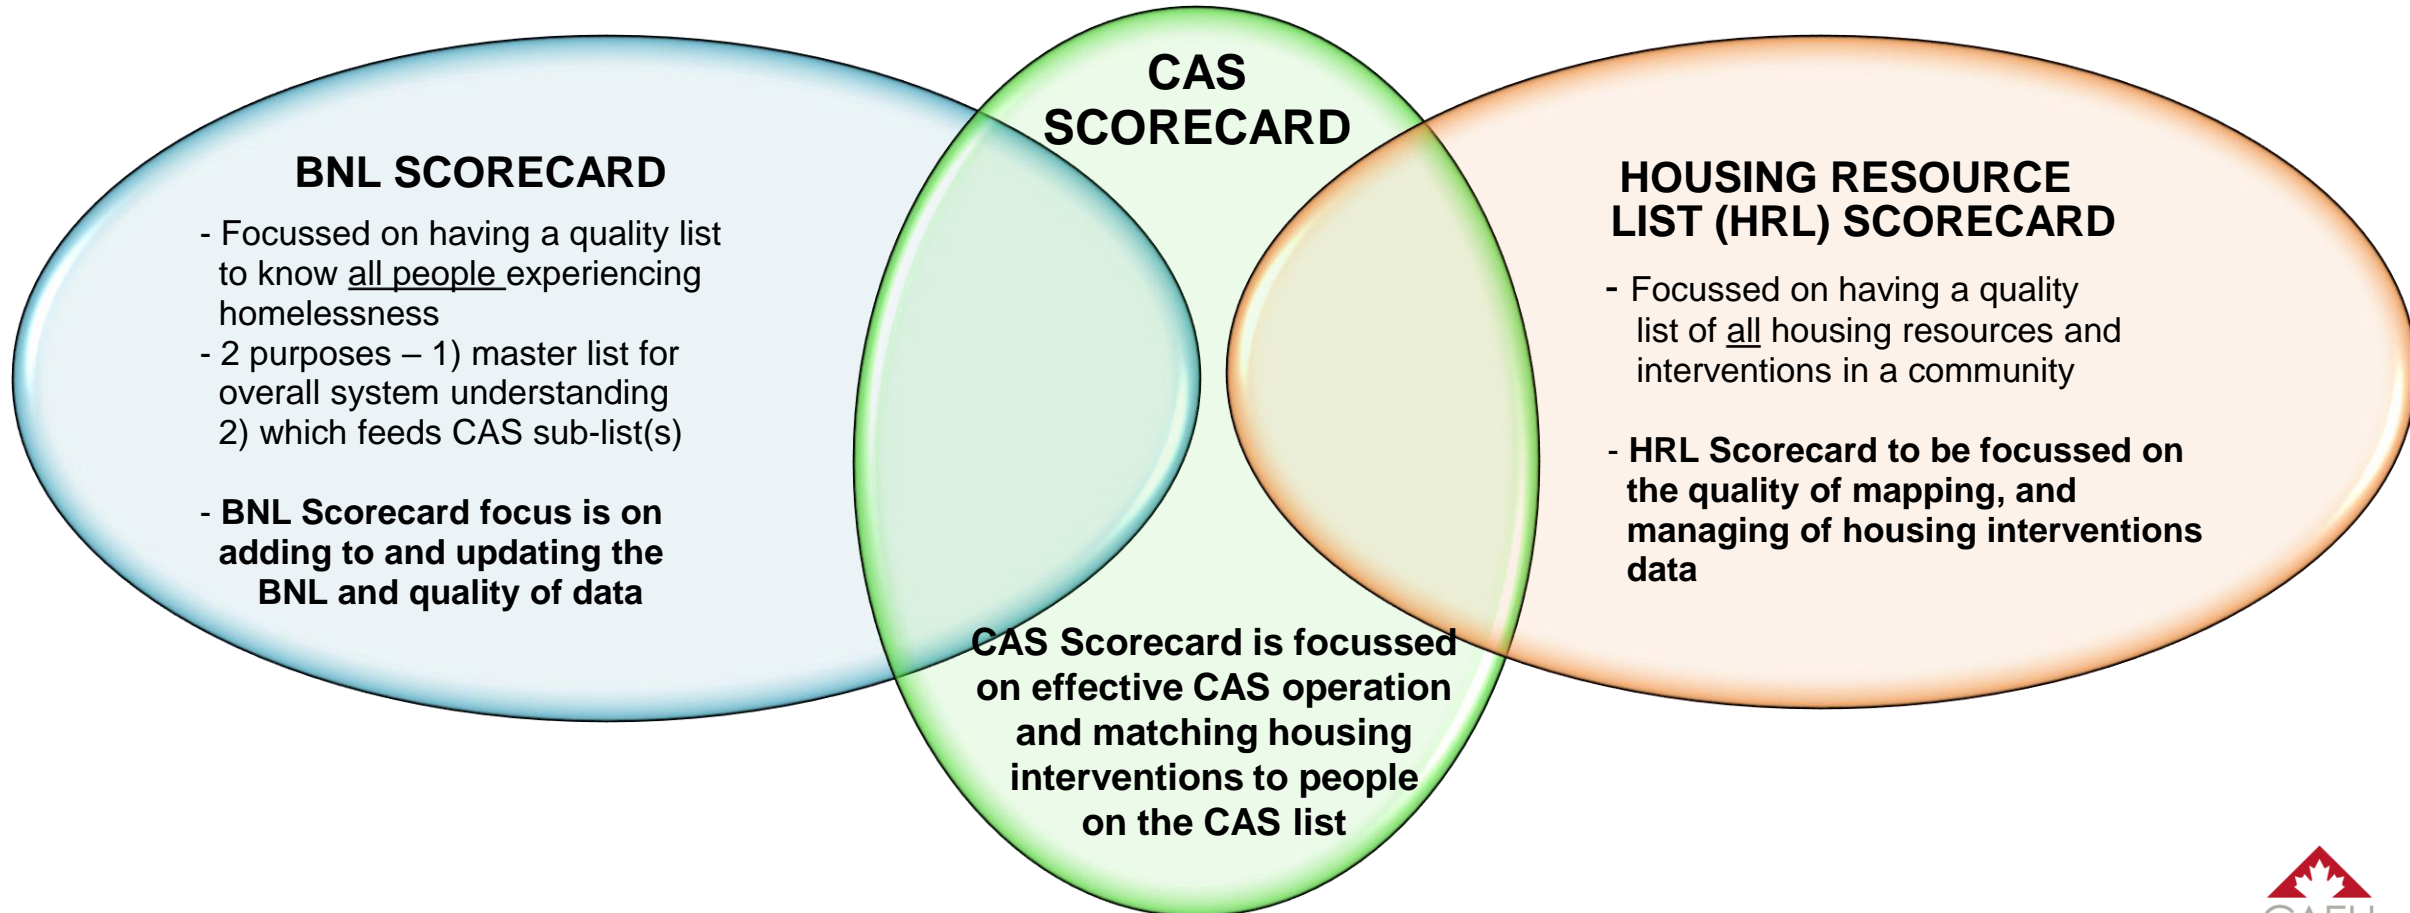 CAS
SCORECARD
BNL SCORECARD
- Focussed on having a quality list
to know all people experiencing
homelessness
- 2 purposes – 1) master list for
overall system understanding
2) which feeds CAS sub-list(s)
- BNL Scorecard focus is on
adding to and updating the
BNL and quality of data
HOUSING RESOURCE
LIST (HRL) SCORECARD
- Focussed on having a quality
list of all housing resources and
interventions in a community
- HRL Scorecard to be focussed on
the quality of mapping, and
managing of housing interventions
data
CAS Scorecard is focussed
on effective CAS operation
and matching housing
interventions to people
on the CAS list
CAEH